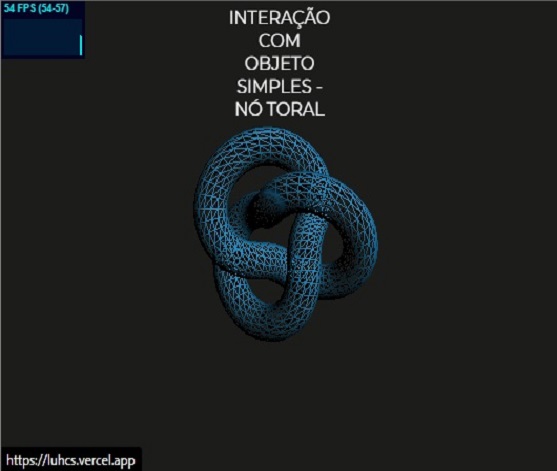 54 FPS (54-57)
INTERAÇÃO
COM
OBJETO
SIMPLES -
NÓ TORAL
https://luhcs.vercel.app